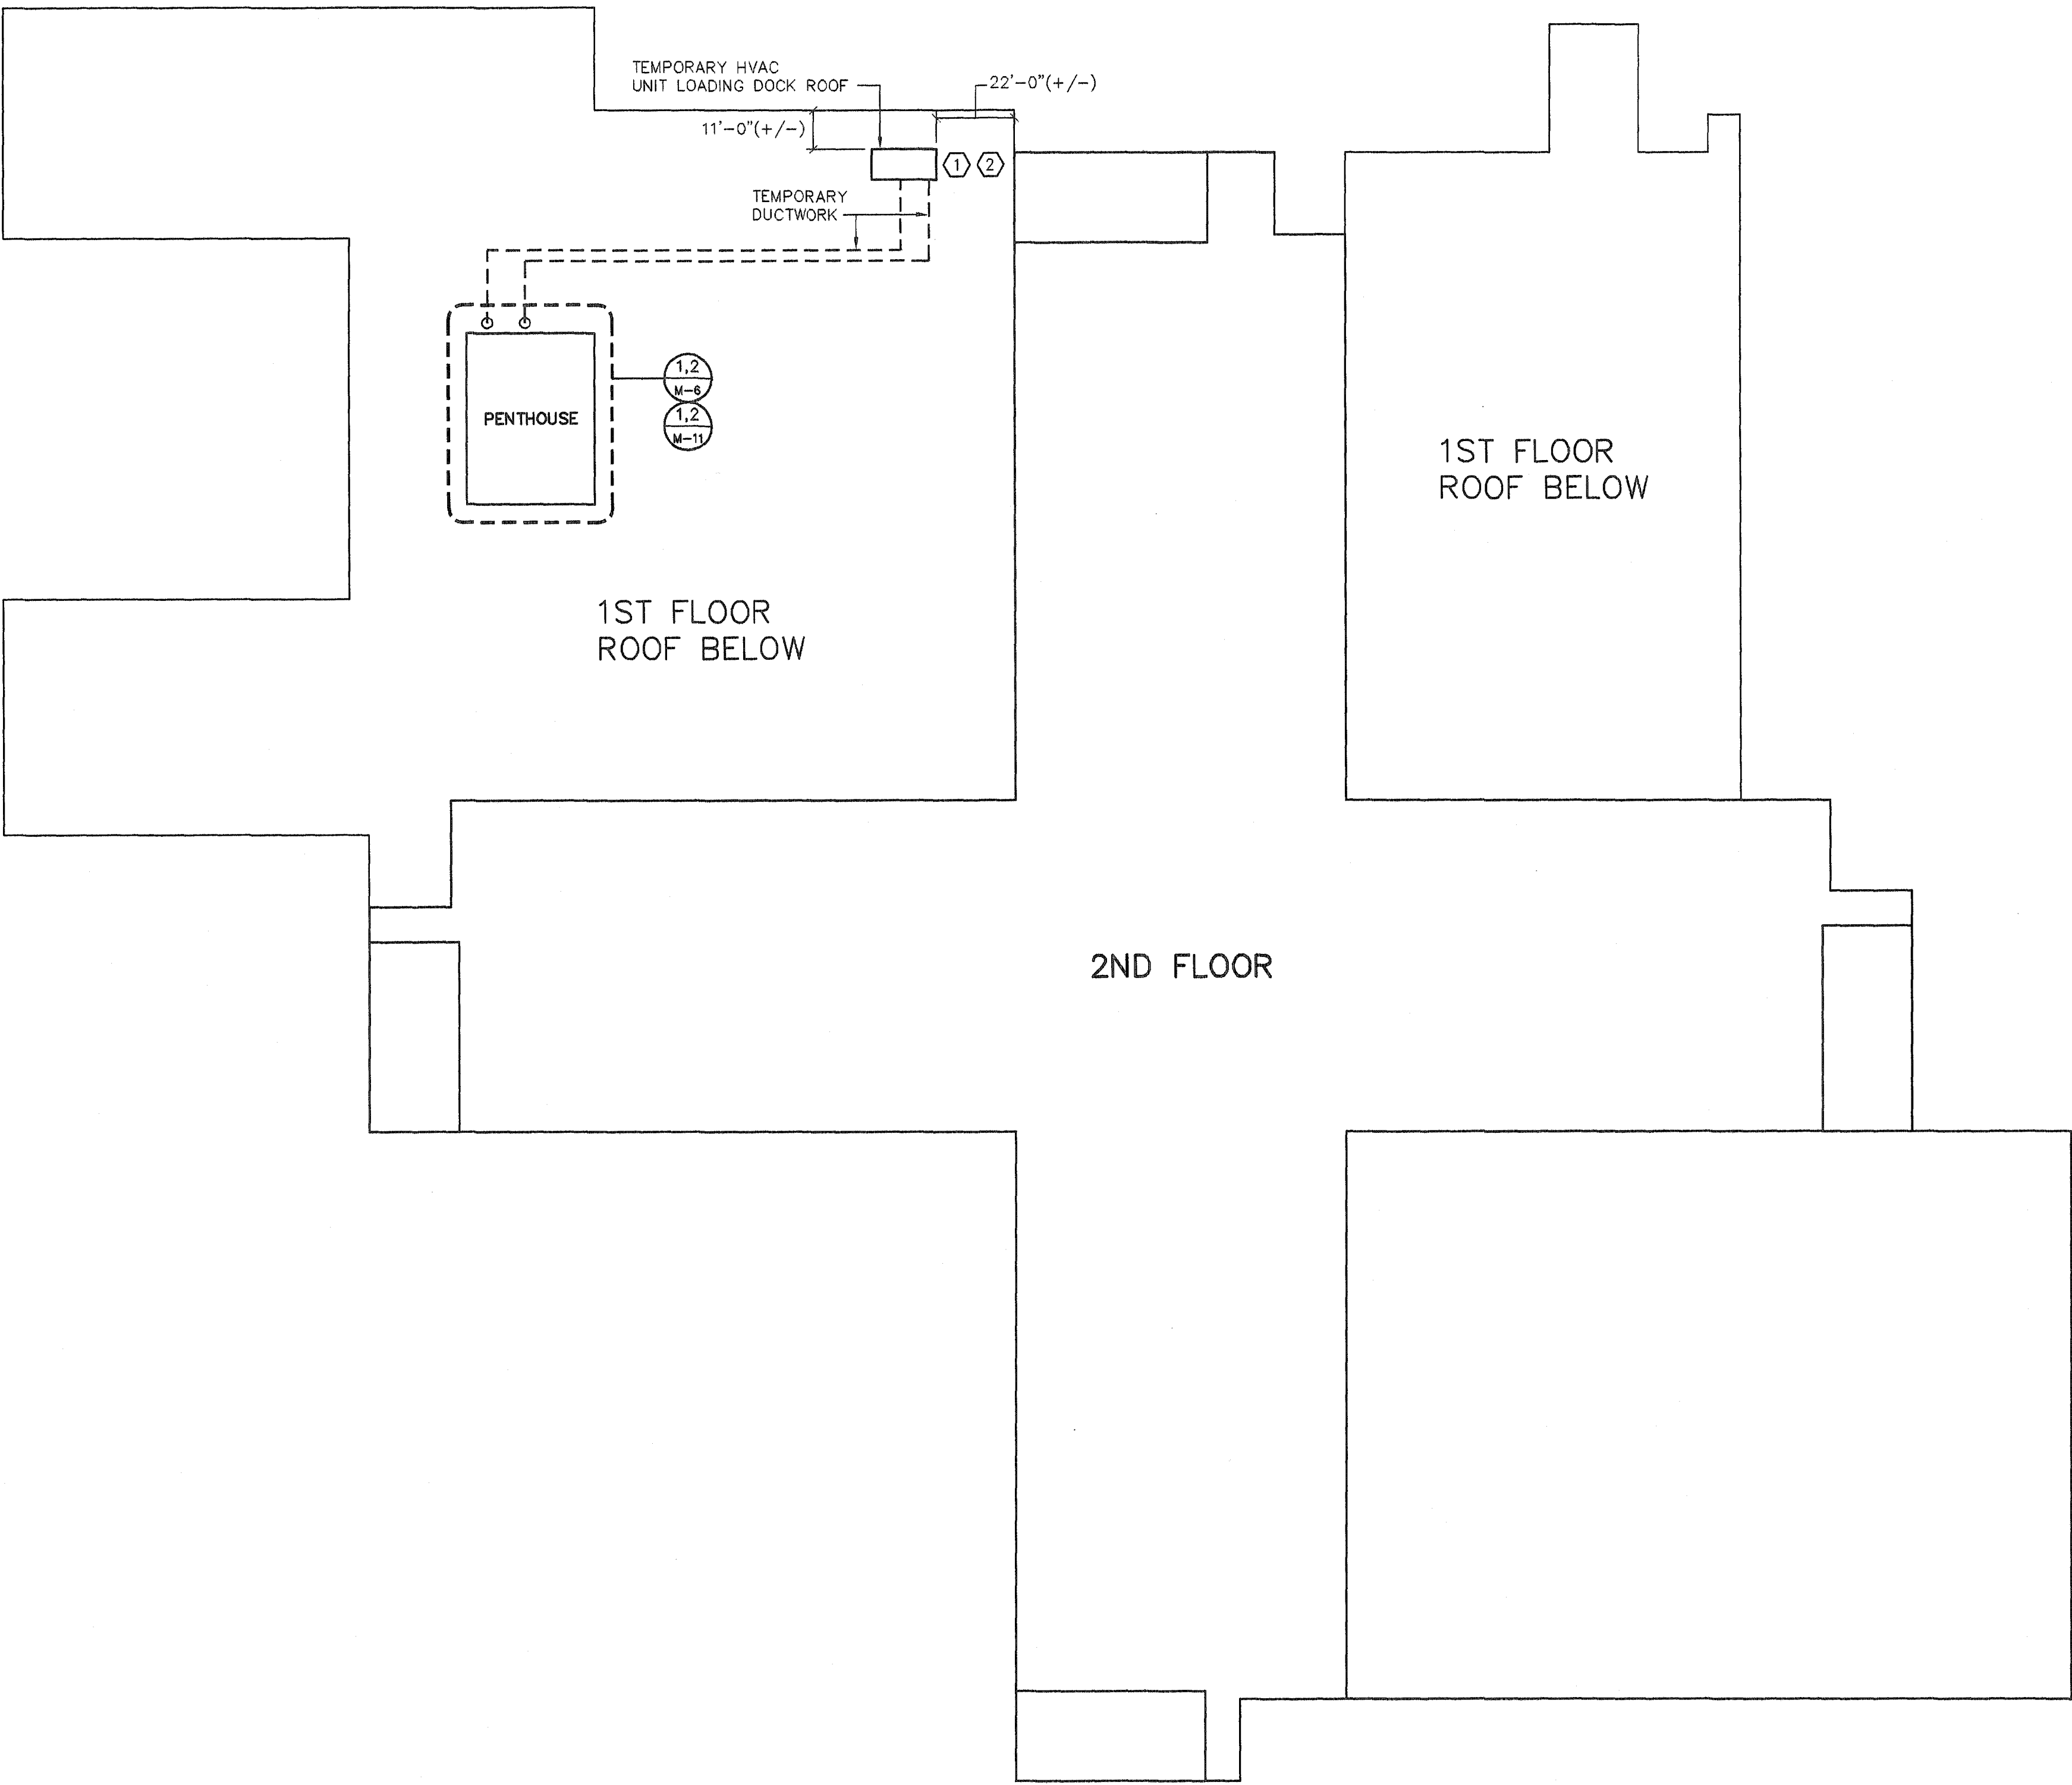 TEMPORARY HVAC
UNIT LOADING DOCK ROOF
22'-0"(+/-)
11'-0"(+/-)
1
2
TEMPORARY
DUCTWORK
1,2
M-6
1,2
M-11
PENTHOUSE
1ST FLOOR
ROOF BELOW
1ST FLOOR
ROOF BELOW
2ND FLOOR